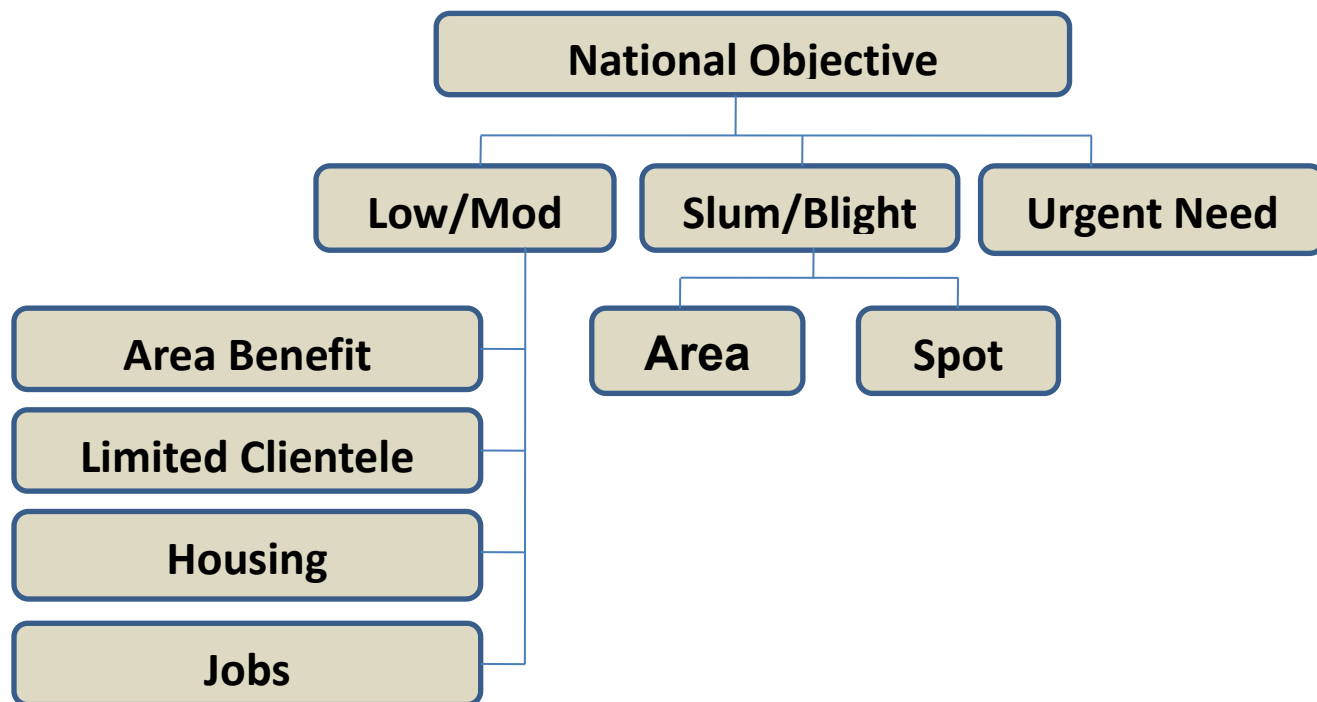 National Objective
Low/Mod
Slum/Blight
Urgent Need
Area Benefit
Limited Clientele
Housing
Jobs
Area
Spot